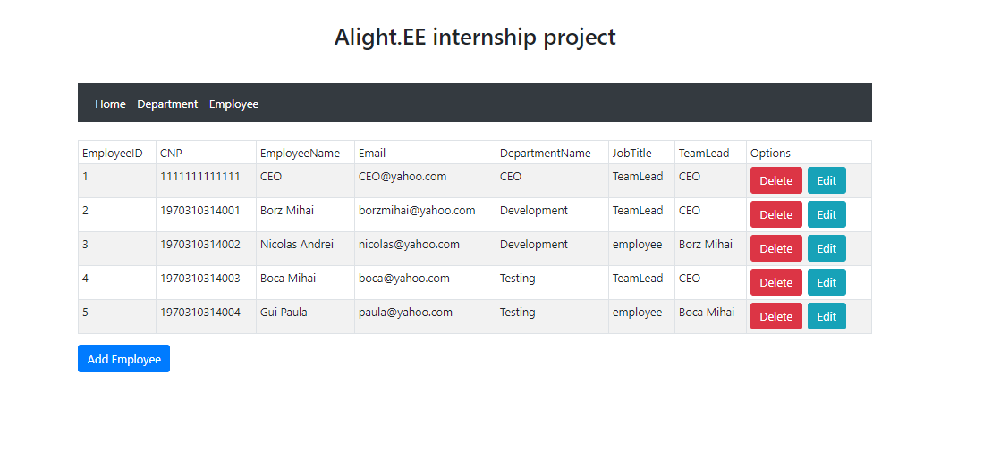 Alight.EE internship project
Home Department Employee
EmployeeID CNP EmployeeName Email DepartmentName JobTitle TeamLead Options
1 1111111111111 CEO CEO@yahoo.com CEO TeamLead CEO Delete Edit
2 1970310314001 Borz Mihai borzmihai@yahoo.com Development TeamLead CEO Delete Edit
3 1970310314002 Nicolas Andrei nicolas@yahoo.com Development employee Borz Mihai Delete Edit
4 1970310314003 Boca Mihai boca@yahoo.com Testing TeamLead CEO Delete Edit
5 1970310314004 Gui Paula paula@yahoo.com Testing employee Boca Mihai Delete Edit
Add Employee